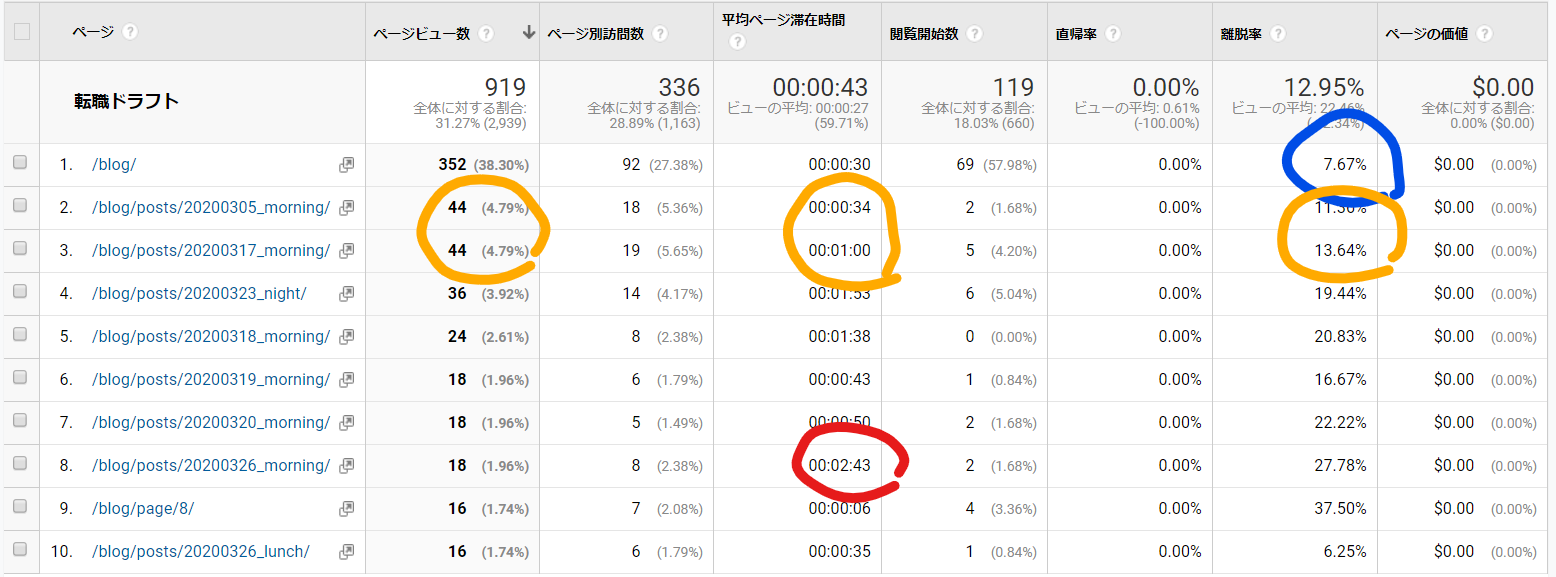 ページ ? ページビュー数 ? ページ別訪問数 ? 平均ページ滞在時間 ? 閲覧開始数 ? 直帰率 ? 離脱率 ? ページの価値 ?
転職ドラフト 919 336 00:00:43 119 0.00% 12.95% $0.00
全体に対する割合: 全体に対する割合: ビューの平均: 00:00:27 全体に対する割合: ビューの平均: 0.61% ビューの平均: 22.46% 全体に対する割合:
31.27% (2,939) 28.89% (1,163) (59.71%) 18.03% (660) (-100.00%) 0.00% ($0.00)
1. /blog/ 352 (38.30%) 92 (27.38%) 00:00:30 69 (57.98%) 0.00% 7.67% $0.00 (0.00%)
2. /blog/posts/20200305_morning/ 44 (4.79%) 18 (5.36%) 00:00:34 2 (1.68%) 0.00% $0.00 (0.00%)
3. /blog/posts/20200317_morning/ 44 (4.79%) 19 (5.65%) 00:01:00 5 (4.20%) 0.00% 13.64% $0.00 (0.00%)
4. /blog/posts/20200323_night/ 36 (3.92%) 14 (4.17%) 00:01:53 6 (5.04%) 0.00% 19.44% $0.00 (0.00%)
5. /blog/posts/20200318_morning/ 24 (2.61%) 8 (2.38%) 00:01:38 0 (0.00%) 0.00% 20.83% $0.00 (0.00%)
6. /blog/posts/20200319_morning/ 18 (1.96%) 6 (1.79%) 00:00:43 1 (0.84%) 0.00% 16.67% $0.00 (0.00%)
7. /blog/posts/20200320_morning/ 18 (1.96%) 5 (1.49%) 00:00:50 2 (1.68%) 0.00% 22.22% $0.00 (0.00%)
8. /blog/posts/20200326_morning/ 18 (1.96%) 8 (2.38%) 00:02:43 2 (1.68%) 0.00% 27.78% $0.00 (0.00%)
9. /blog/page/8/ 16 (1.74%) 7 (2.08%) 00:00:06 4 (3.36%) 0.00% 37.50% $0.00 (0.00%)
10. /blog/posts/20200326_lunch/ 16 (1.74%) 6 (1.79%) 00:00:35 1 (0.84%) 0.00% 6.25% $0.00 (0.00%)